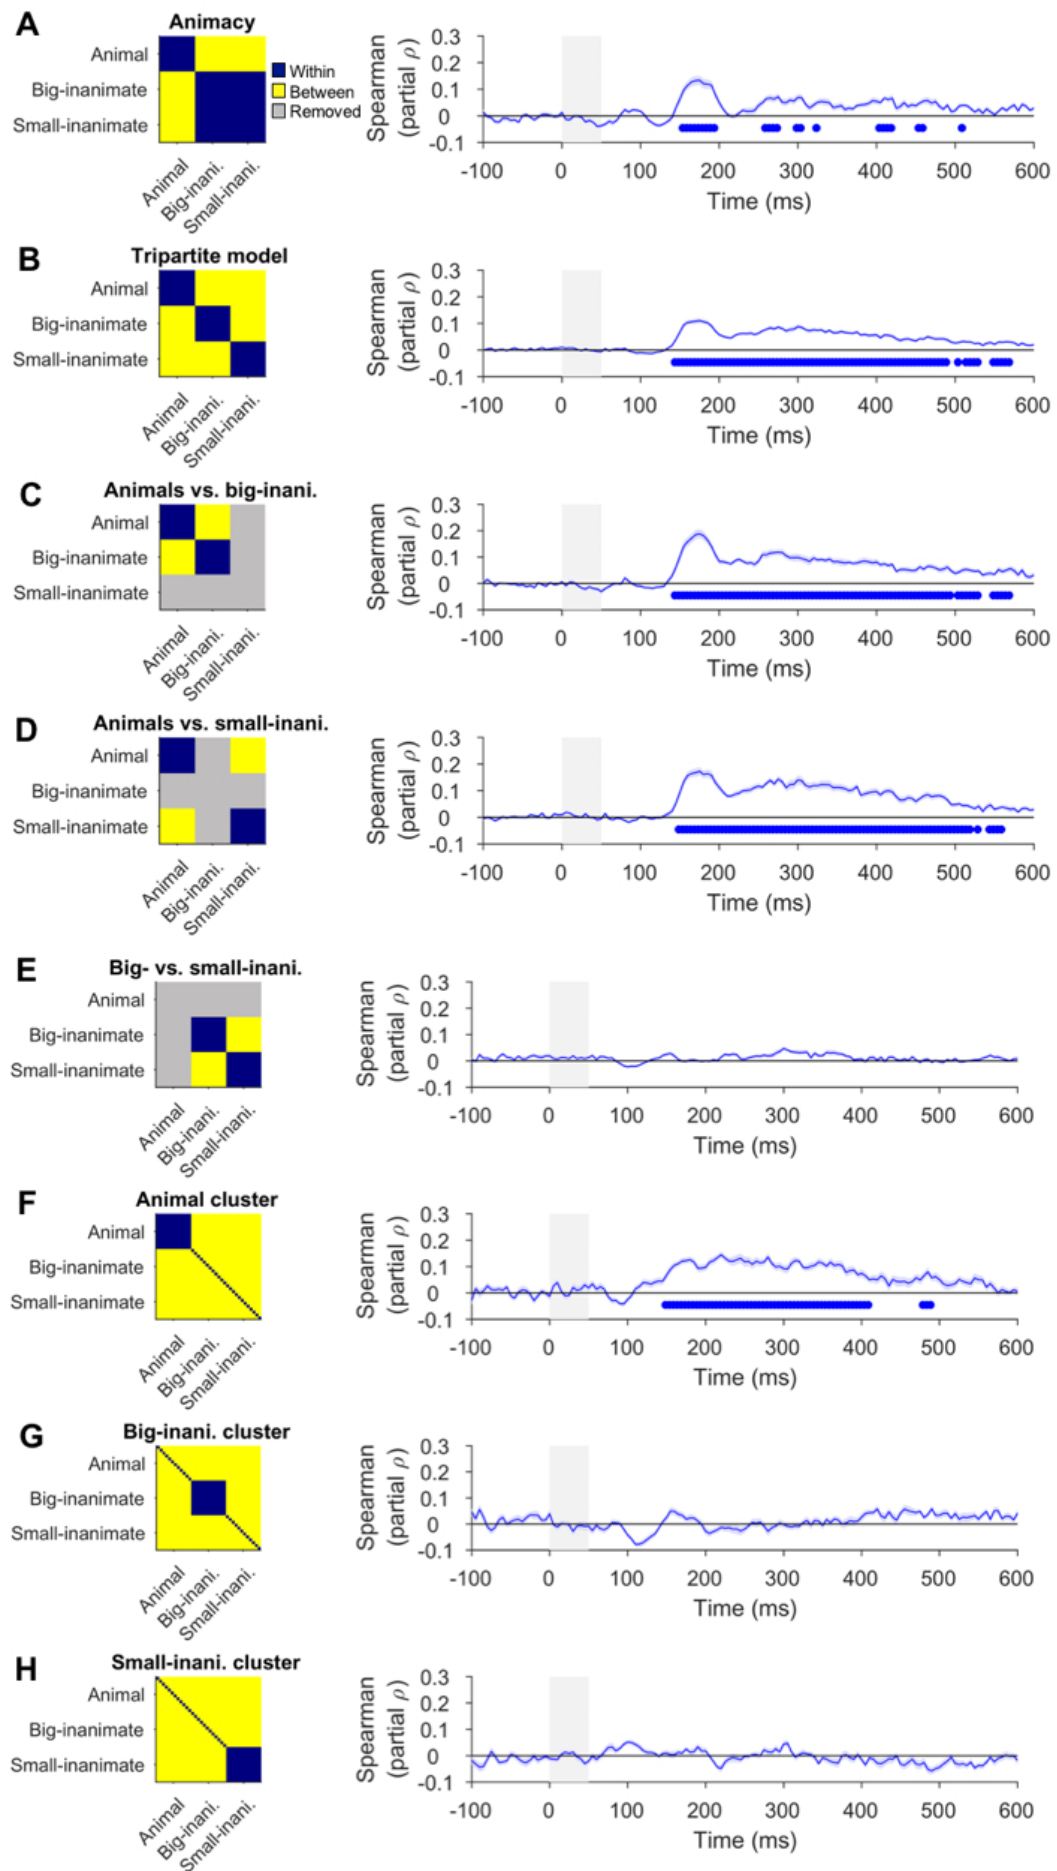 A
Animacy
Animal
Big-inanimate
Small-inanimate
Animal
Big-inani.
Small-inani.
Within
Between
Removed
Spearman
(partial ρ)
0.3
0.2
0.1
0
-0.1
-100 0 100 200 300 400 500 600
Time (ms)
B
Tripartite model
Animal
Big-inanimate
Small-inanimate
Animal
Big-inani.
Small-inani.
Spearman
(partial ρ)
0.3
0.2
0.1
0
-0.1
-100 0 100 200 300 400 500 600
Time (ms)
C
Animals vs. big-inani.
Animal
Big-inanimate
Small-inanimate
Animal
Big-inani.
Small-inani.
Spearman
(partial ρ)
0.3
0.2
0.1
0
-0.1
-100 0 100 200 300 400 500 600
Time (ms)
D
Animals vs. small-inani.
Animal
Big-inanimate
Small-inanimate
Animal
Big-inani.
Small-inani.
Spearman
(partial ρ)
0.3
0.2
0.1
0
-0.1
-100 0 100 200 300 400 500 600
Time (ms)
E
Big- vs. small-inani.
Animal
Big-inanimate
Small-inanimate
Animal
Big-inani.
Small-inani.
Spearman
(partial ρ)
0.3
0.2
0.1
0
-0.1
-100 0 100 200 300 400 500 600
Time (ms)
F
Animal cluster
Animal
Big-inanimate
Small-inanimate
Animal
Big-inani.
Small-inani.
Spearman
(partial ρ)
0.3
0.2
0.1
0
-0.1
-100 0 100 200 300 400 500 600
Time (ms)
G
Big-inani. cluster
Animal
Big-inanimate
Small-inanimate
Animal
Big-inani.
Small-inani.
Spearman
(partial ρ)
0.3
0.2
0.1
0
-0.1
-100 0 100 200 300 400 500 600
Time (ms)
H
Small-inani. cluster
Animal
Big-inanimate
Small-inanimate
Animal
Big-inani.
Small-inani.
Spearman
(partial ρ)
0.3
0.2
0.1
0
-0.1
-100 0 100 200 300 400 500 600
Time (ms)